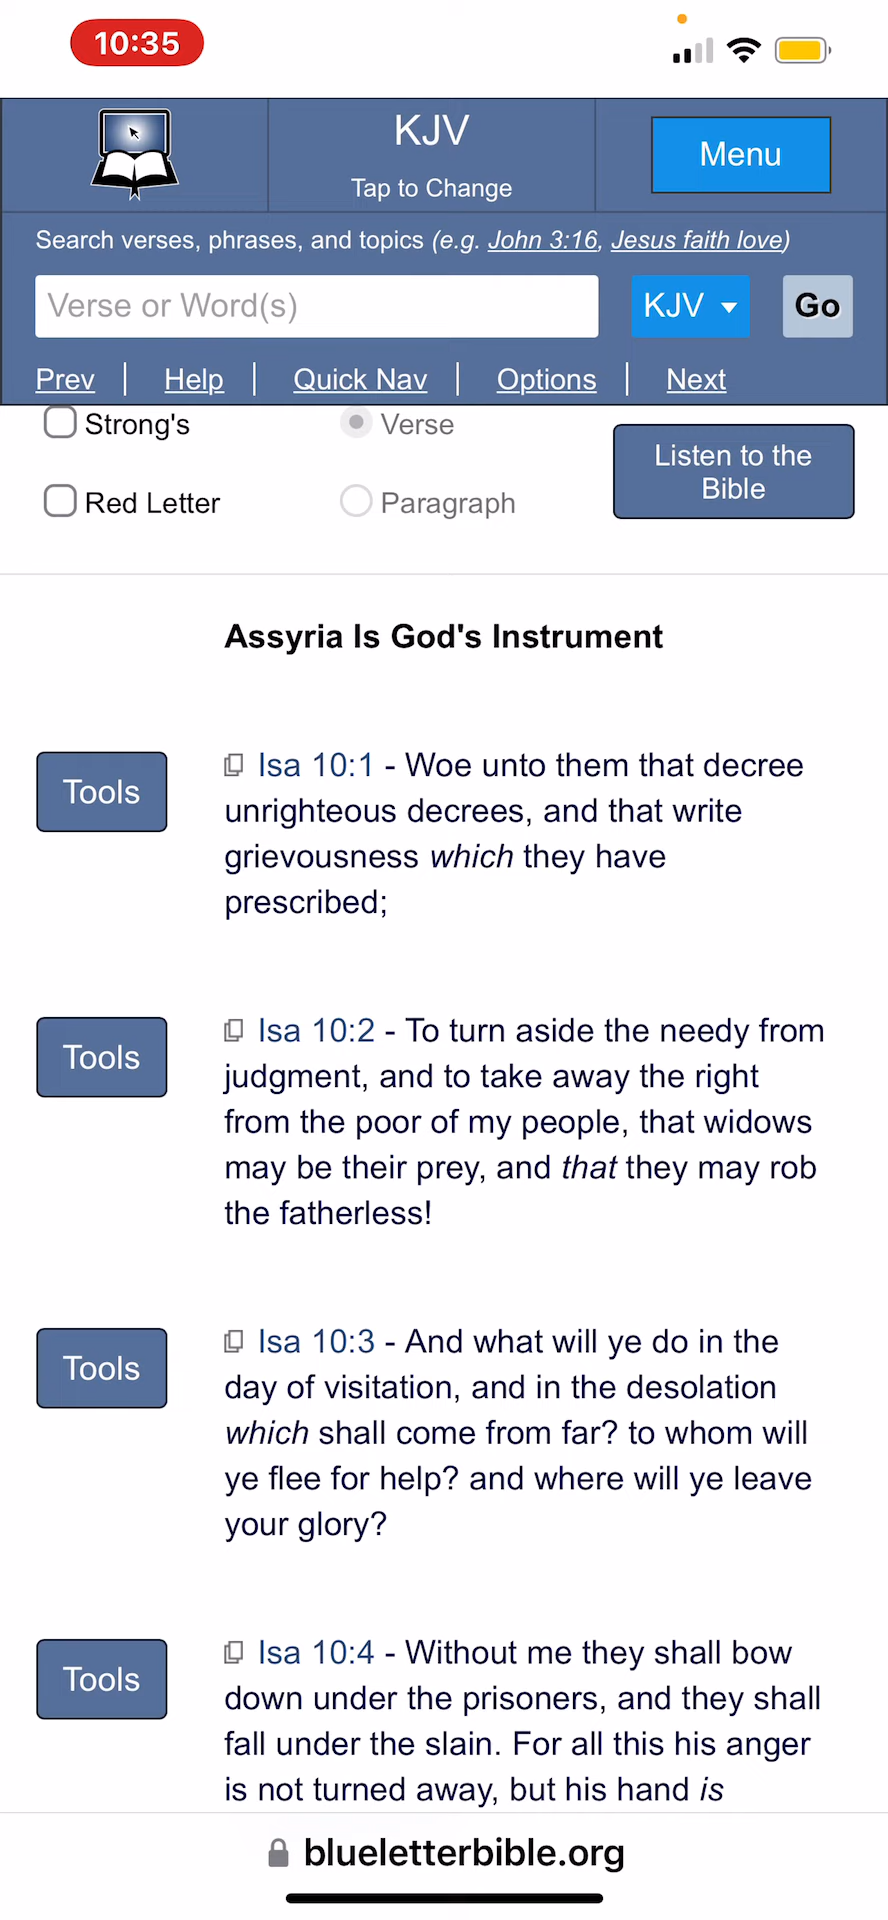 10:35
KJV
Tap to Change
Menu
Search verses, phrases, and topics (e.g. John 3:16, Jesus faith love)
Verse or Word(s)
KJV
Go
Prev | Help | Quick Nav | Options | Next
Strong's
Verse
Listen to the
Bible
Red Letter
Paragraph
Assyria Is God's Instrument
Tools
Isa 10:1 - Woe unto them that decree
unrighteous decrees, and that write
grievousness which they have
prescribed;
Tools
Isa 10:2 - To turn aside the needy from
judgment, and to take away the right
from the poor of my people, that widows
may be their prey, and that they may rob
the fatherless!
Tools
Isa 10:3 - And what will ye do in the
day of visitation, and in the desolation
which shall come from far? to whom will
ye flee for help? and where will ye leave
your glory?
Tools
Isa 10:4 - Without me they shall bow
down under the prisoners, and they shall
fall under the slain. For all this his anger
is not turned away, but his hand is
blueletterbible.org